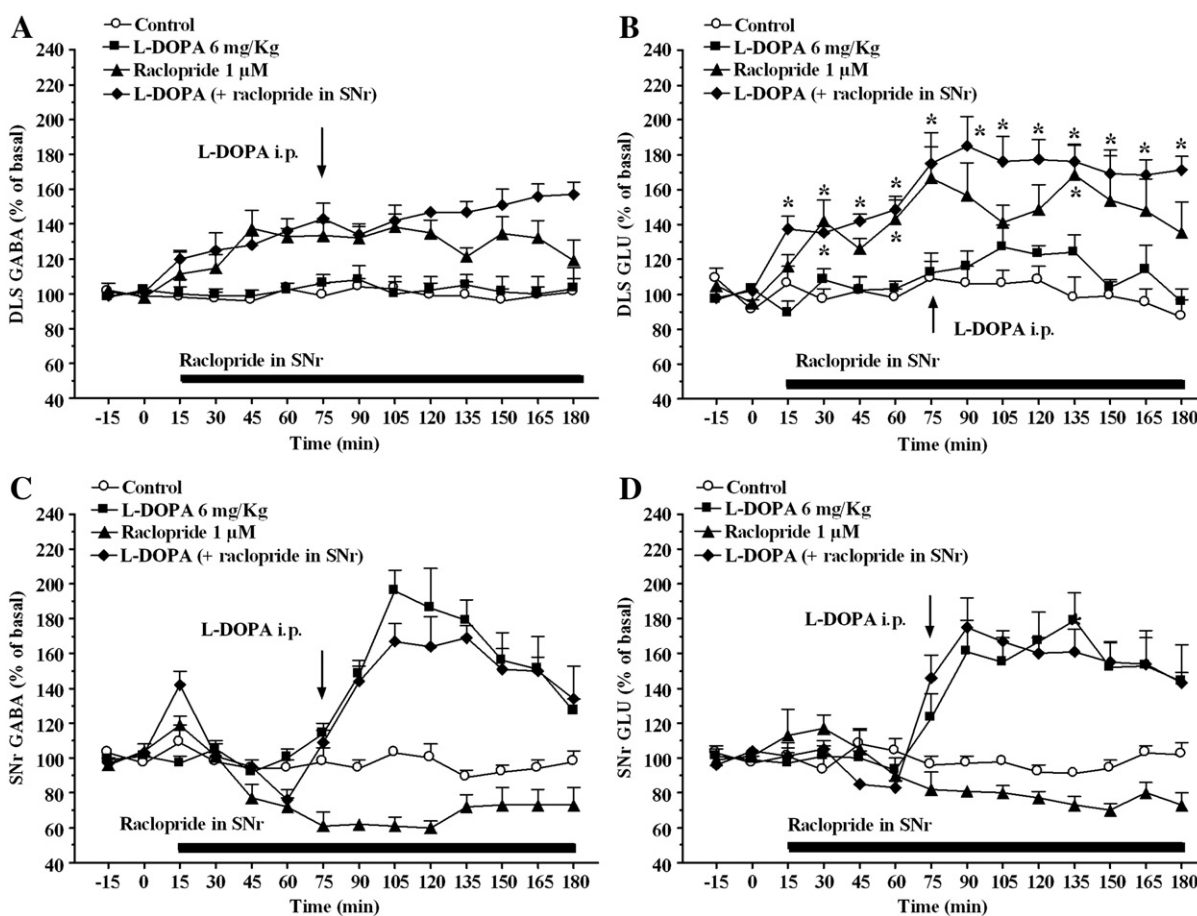 A
Control
L-DOPA 6 mg/Kg
Raclopride 1 µM
L-DOPA (+ raclopride in SNr)
240
220
200
180
160
140
120
100
80
60
40
DLS GABA (% of basal)
L-DOPA i.p.
Raclopride in SNr
-15 0 15 30 45 60 75 90 105 120 135 150 165 180
Time (min)
B
Control
L-DOPA 6 mg/Kg
Raclopride 1 µM
L-DOPA (+ raclopride in SNr)
240
220
200
180
160
140
120
100
80
60
40
DLS GLU (% of basal)
* * * * * * * * * * * *
* * *
L-DOPA i.p.
Raclopride in SNr
-15 0 15 30 45 60 75 90 105 120 135 150 165 180
Time (min)
C
Control
L-DOPA 6 mg/Kg
Raclopride 1 µM
L-DOPA (+ raclopride in SNr)
240
220
200
180
160
140
120
100
80
60
40
SNr GABA (% of basal)
L-DOPA i.p.
Raclopride in SNr
-15 0 15 30 45 60 75 90 105 120 135 150 165 180
Time (min)
D
Control
L-DOPA 6 mg/Kg
Raclopride 1 µM
L-DOPA (+ raclopride in SNr)
240
220
200
180
160
140
120
100
80
60
40
SNr GLU (% of basal)
L-DOPA i.p.
Raclopride in SNr
-15 0 15 30 45 60 75 90 105 120 135 150 165 180
Time (min)